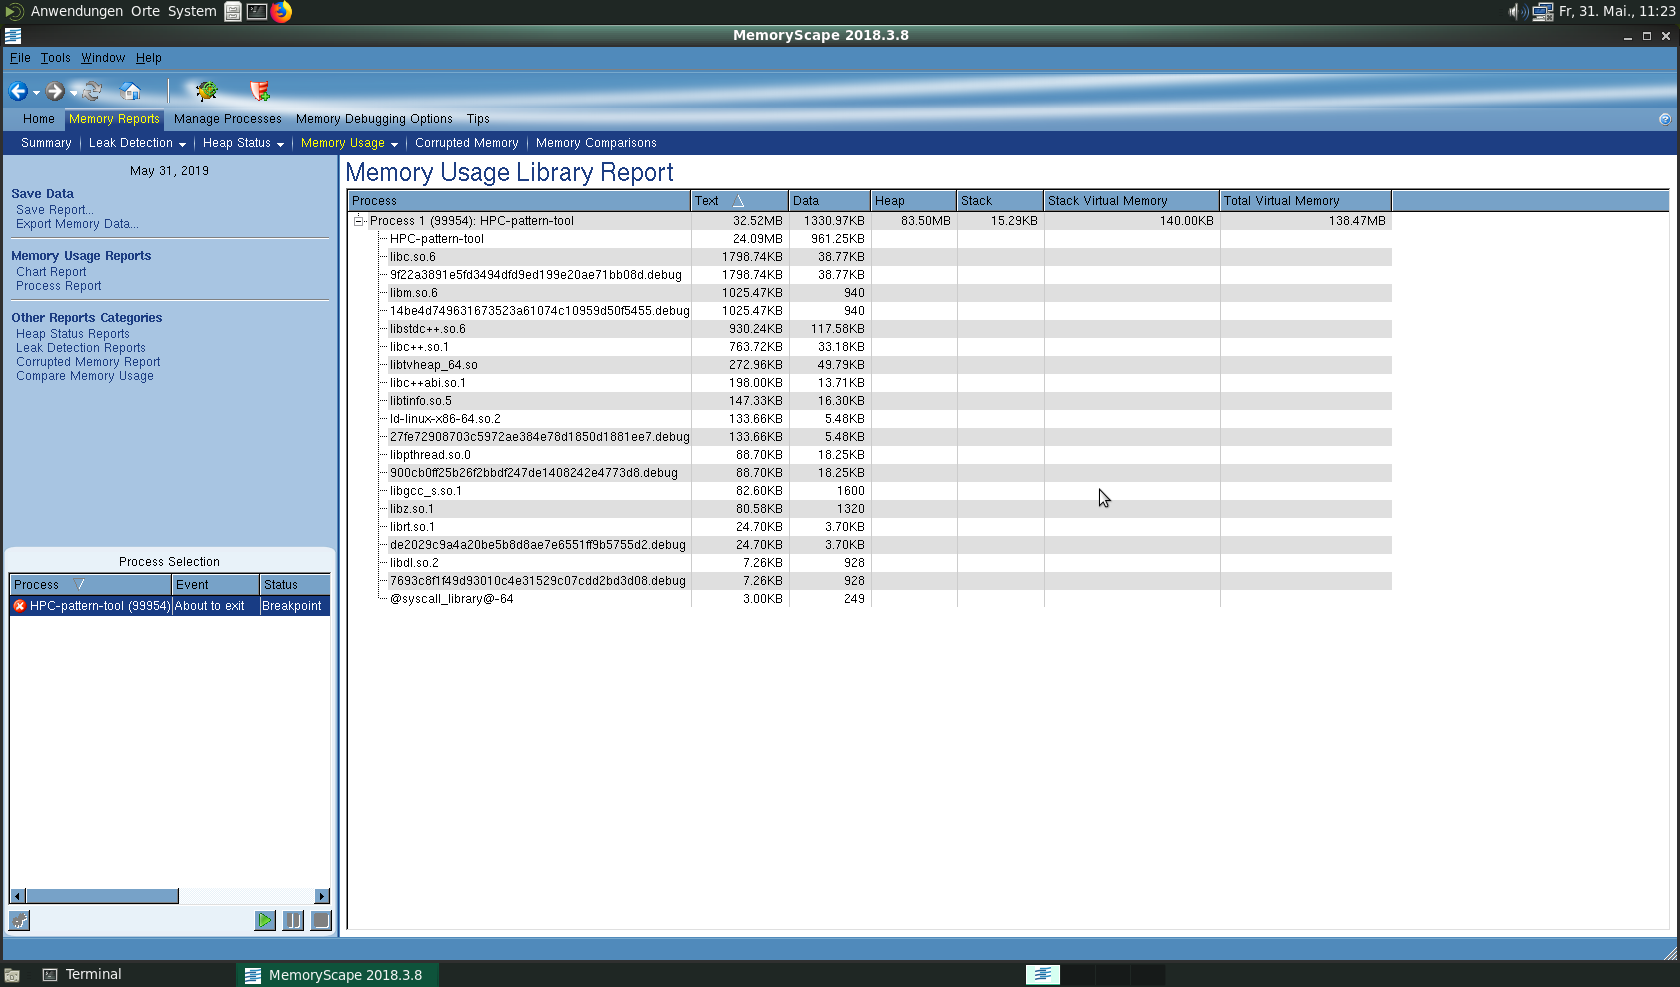 Anwendungen Orte System Fr, 31. Mai., 11:23
MemoryScape 2018.3.8
File Tools Window Help
Home Memory Reports Manage Processes Memory Debugging Options Tips
Summary Leak Detection Heap Status Memory Usage Corrupted Memory Memory Comparisons
May 31, 2019
Save Data
Save Report...
Export Memory Data...
Memory Usage Reports
Chart Report
Process Report
Other Reports Categories
Heap Status Reports
Leak Detection Reports
Corrupted Memory Report
Compare Memory Usage
Process Selection
Process Event Status
HPC-pattern-tool (99954) About to exit Breakpoint
Memory Usage Library Report
Process Text Data Heap Stack Stack Virtual Memory Total Virtual Memory
Process 1 (99954): HPC-pattern-tool 32.52MB 1330.97KB 83.50MB 15.29KB 140.00KB 138.47MB
HPC-pattern-tool 24.09MB 961.25KB
libc.so.6 1798.74KB 38.77KB
9f22a3891e5fd3494dfd9ed199e20ae71bb08d.debug 1798.74KB 38.77KB
libm.so.6 1025.47KB 940
14be4d749631673523a61074c10959d50f5455.debug 1025.47KB 940
libstdc++.so.6 930.24KB 117.58KB
libc++.so.1 763.72KB 33.18KB
libtvheap_64.so 272.96KB 49.79KB
libc++abi.so.1 198.00KB 13.71KB
libtinfo.so.5 147.33KB 16.30KB
ld-linux-x86-64.so.2 133.66KB 5.48KB
27fe72908703c5972ae384e78d1850d1881ee7.debug 133.66KB 5.48KB
libpthread.so.0 88.70KB 18.25KB
900cb0ff25b26f2bbdf247de1408242e4773d8.debug 88.70KB 18.25KB
libgcc_s.so.1 82.60KB 1600
libz.so.1 80.58KB 1320
librt.so.1 24.70KB 3.70KB
de2029c9a4a20be5b8d8ae7e6551ff9b5755d2.debug 24.70KB 3.70KB
libdl.so.2 7.26KB 928
7693c8f1f49d93010c4e31529c07cdd2bd3d08.debug 7.26KB 928
@syscall_library@-64 3.00KB 249
Terminal MemoryScape 2018.3.8